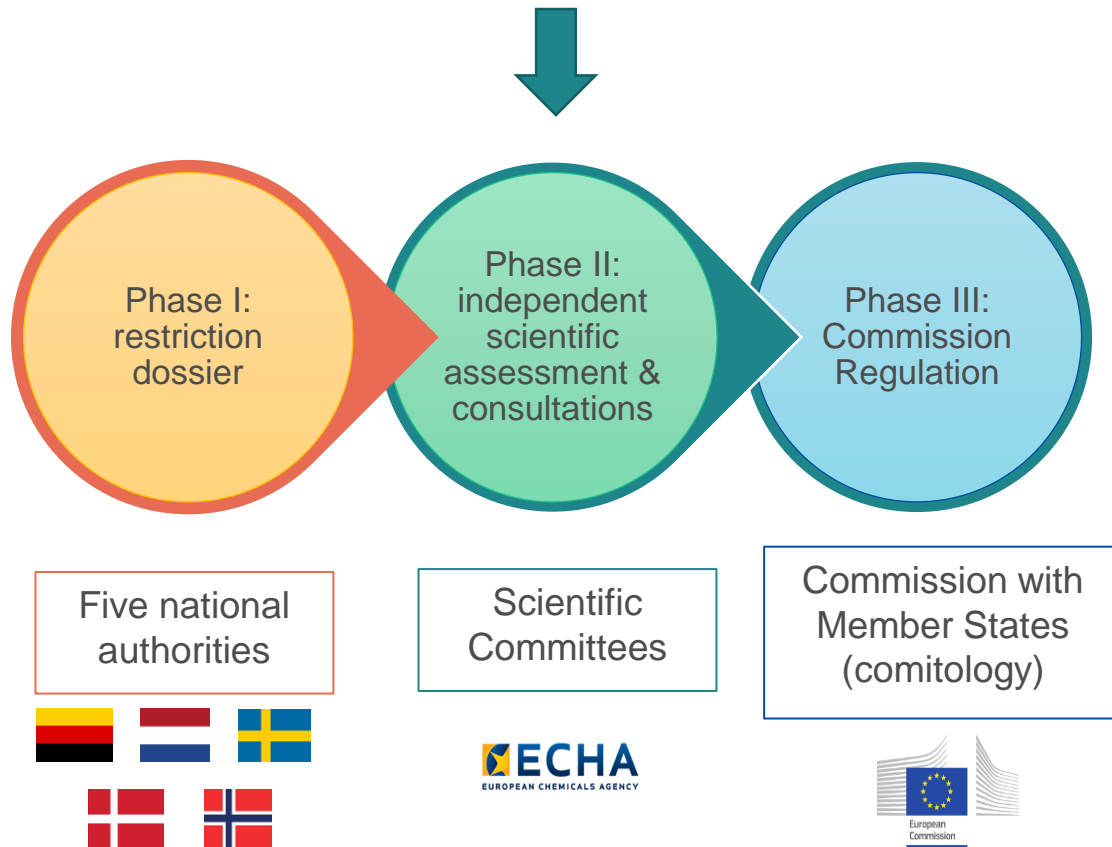 Phase I:
restriction
dossier
Phase II:
independent
scientific
assessment &
consultations
Phase III:
Commission
Regulation
Five national
authorities
Scientific
Committees
Commission with
Member States
(comitology)
ECHA
EUROPEAN CHEMICALS AGENCY
European
Commission